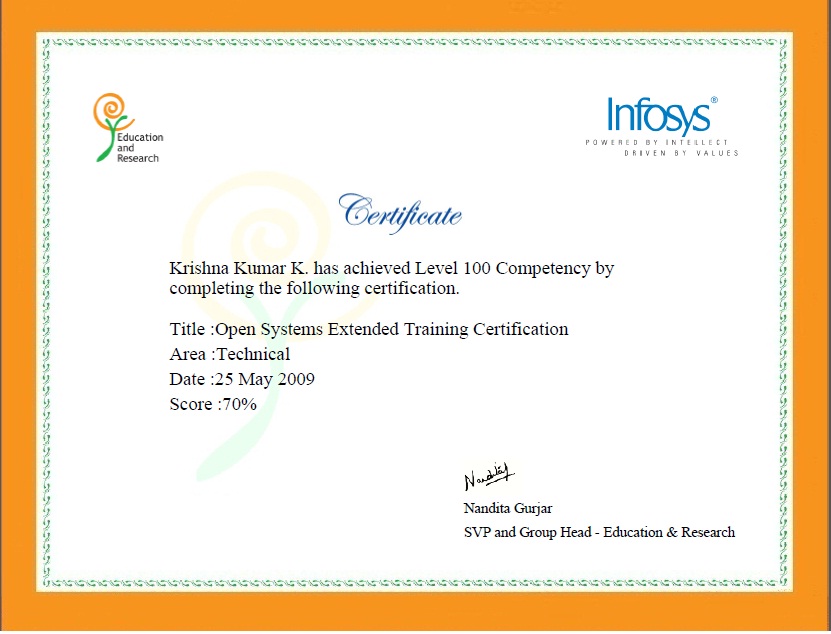 Education
and
Research
Infosys®
POWERED BY INTELLECT
DRIVEN BY VALUES
Certificate
Krishna Kumar K. has achieved Level 100 Competency by
completing the following certification.
Title :Open Systems Extended Training Certification
Area :Technical
Date :25 May 2009
Score :70%
Nandita
Nandita Gurjar
SVP and Group Head - Education & Research